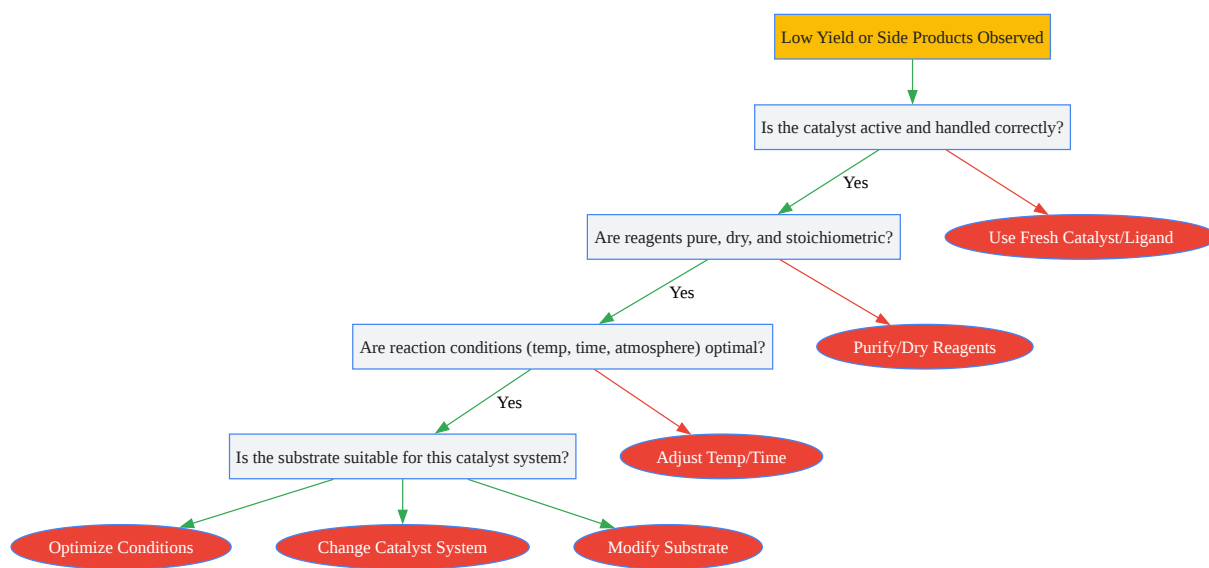 Low Yield or Side Products Observed
Is the catalyst active and handled correctly?
Yes
Are reagents pure, dry, and stoichiometric?
Use Fresh Catalyst/Ligand
Yes
Are reaction conditions (temp, time, atmosphere) optimal?
Purify/Dry Reagents
Yes
Is the substrate suitable for this catalyst system?
Adjust Temp/Time
Optimize Conditions
Change Catalyst System
Modify Substrate